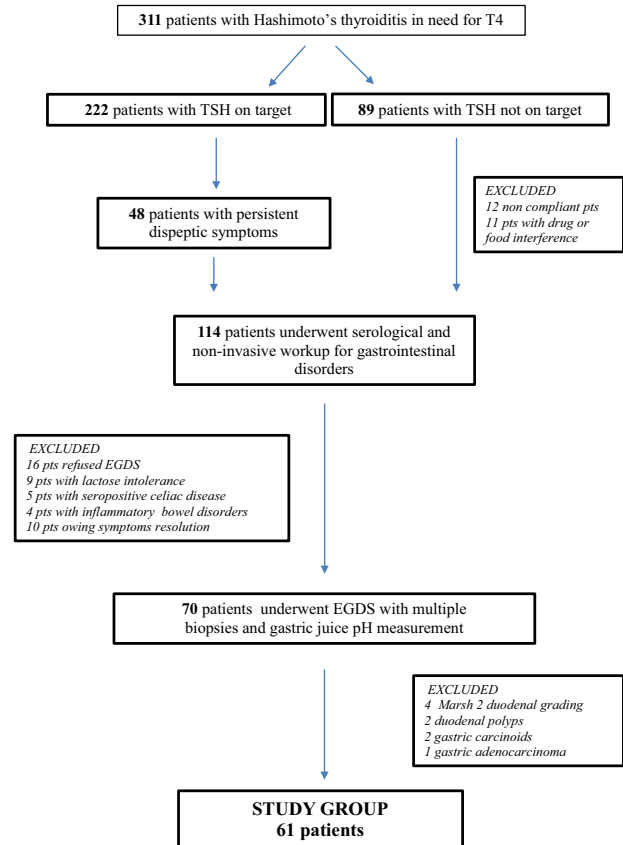 311 patients with Hashimoto's thyroiditis in need for T4
222 patients with TSH on target
89 patients with TSH not on target
EXCLUDED
12 non compliant pts
11 pts with drug or
food interference
48 patients with persistent
dispeptic symptoms
114 patients underwent serological and
non-invasive workup for gastrointestinal
disorders
EXCLUDED
16 pts refused EGDS
9 pts with lactose intolerance
5 pts with seropositive celiac disease
4 pts with inflammatory bowel disorders
10 pts owing symptoms resolution
70 patients underwent EGDS with multiple
biopsies and gastric juice pH measurement
EXCLUDED
4 Marsh 2 duodenal grading
2 duodenal polyps
2 gastric carcinoids
1 gastric adenocarcinoma
STUDY GROUP
61 patients